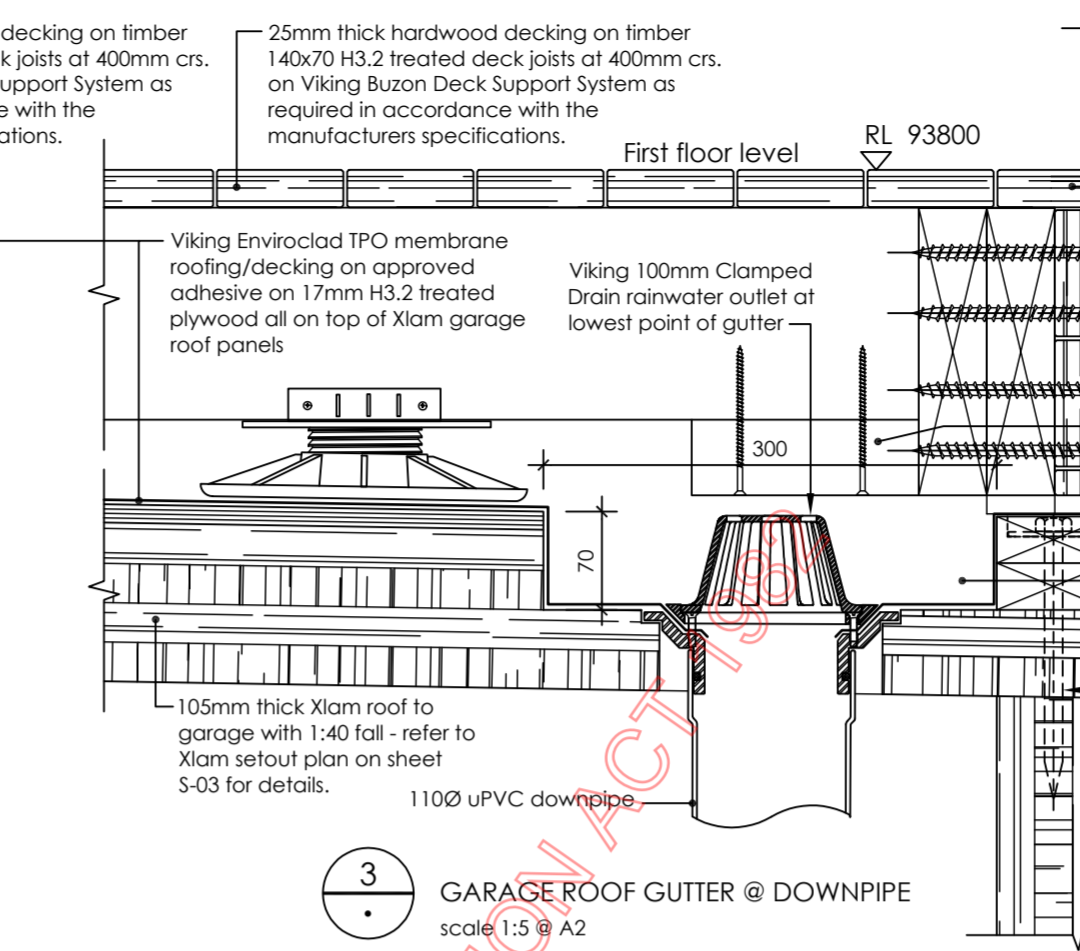 decking on timber
k joists at 400mm crs.
upport System as
e with the
ations.
25mm thick hardwood decking on timber
140x70 H3.2 treated deck joists at 400mm crs.
on Viking Buzon Deck Support System as
required in accordance with the
manufacturers specifications.
First floor level
RL 93800
Viking Enviroclad TPO membrane
roofing/decking on approved
adhesive on 17mm H3.2 treated
plywood all on top of Xlam garage
roof panels
Viking 100mm Clamped
Drain rainwater outlet at
lowest point of gutter
300
70
105mm thick Xlam roof to
garage with 1:40 fall - refer to
Xlam setout plan on sheet
S-03 for details.
110Ø uPVC downpipe
3
GARAGE ROOF GUTTER @ DOWNPIPE
scale 1:5 @ A2
ION ACT 1982